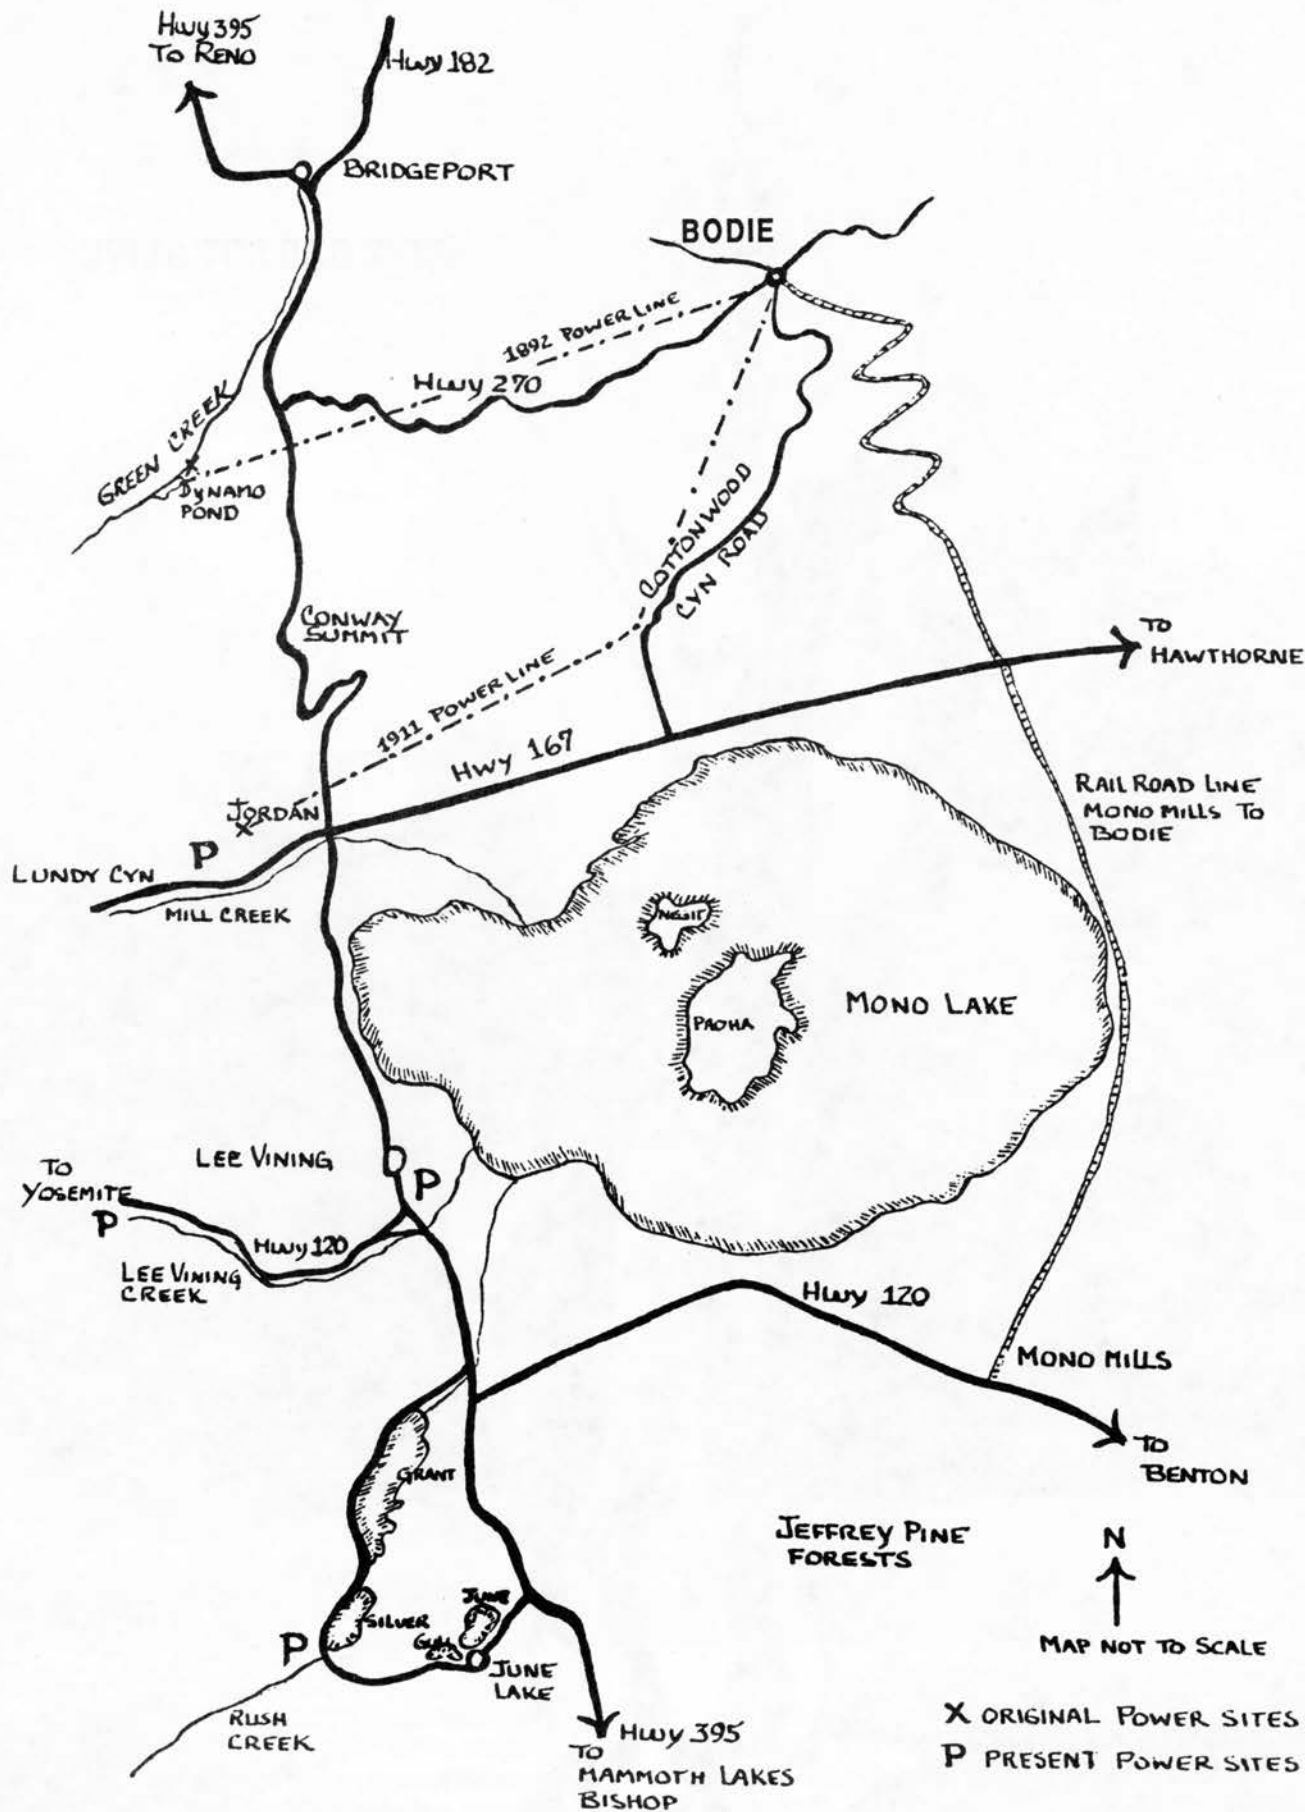 Hwy 395
TO RENO
Hwy 182
BRIDGEPORT
BODIE
1892 POWER LINE
Hwy 270
GREEN CREEK
X
DYNAMO
POND
COTTONWOOD
CYN ROAD
CONWAY
SUMMIT
TO
HAWTHORNE
1911 POWER LINE
Hwy 167
RAIL ROAD LINE
MONO MILLS TO
BODIE
JORDAN
X
P
LUNDY CYN
MILL CREEK
NEGIT
MONO LAKE
PAOHA
LEE VINING
P
TO
YOSEMITE
P
Hwy 120
LEE VINING
CREEK
Hwy 120
MONO MILLS
TO
BENTON
GRANT
JEFFREY PINE
FORESTS
N
SILVER
JUNE
GULL
P
JUNE
LAKE
MAP NOT TO SCALE
RUSH
CREEK
Hwy 395
TO
MAMMOTH LAKES
BISHOP
X ORIGINAL POWER SITES
P PRESENT POWER SITES